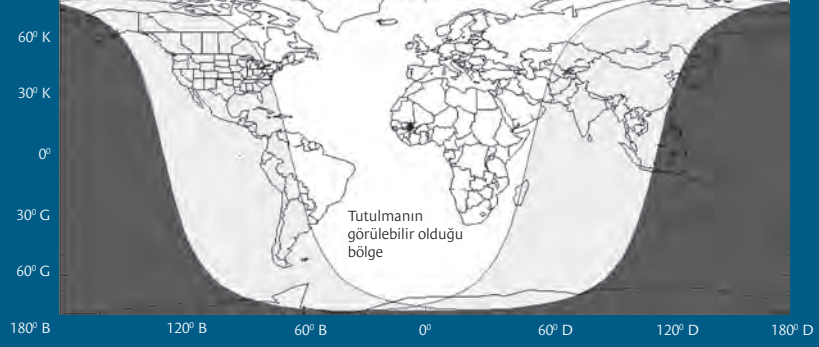 60⁰ K
30⁰ K
0⁰
30⁰ G
60⁰ G
Tutulmanın
görülebilir olduğu
bölge
180⁰ B
120⁰ B
60⁰ B
0⁰
60⁰ D
120⁰ D
180⁰ D